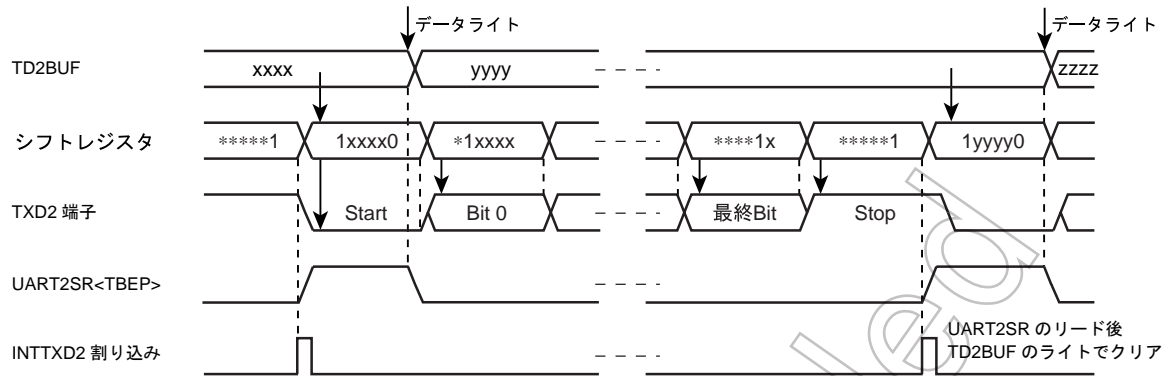 データライト データライト
TD2BUF xxxx yyyy zzzz
シフトレジスタ *****1 1xxxx0 *1xxxx ****1x *****1 1yyyy0
TXD2 端子 Start Bit 0 最終Bit Stop
UART2SR<TBEP>
INTTXD2 割り込み
UART2SR のリード後
TD2BUF のライトでクリア